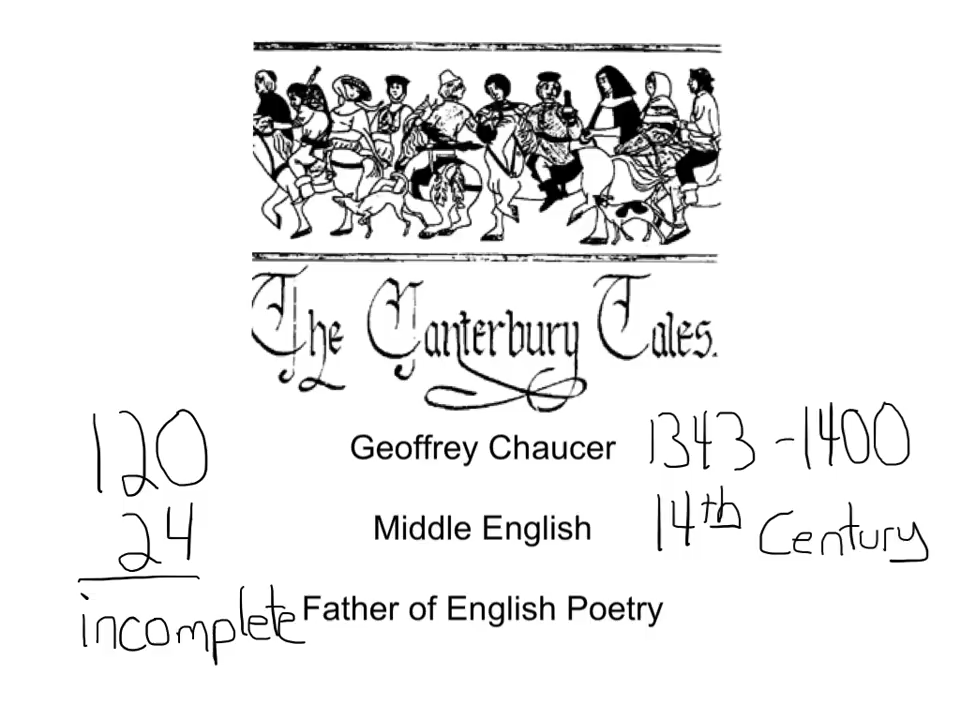 The Canterbury Tales.
120
Geoffrey Chaucer
1343-1400
24
Middle English
14th Century
incomplete
Father of English Poetry